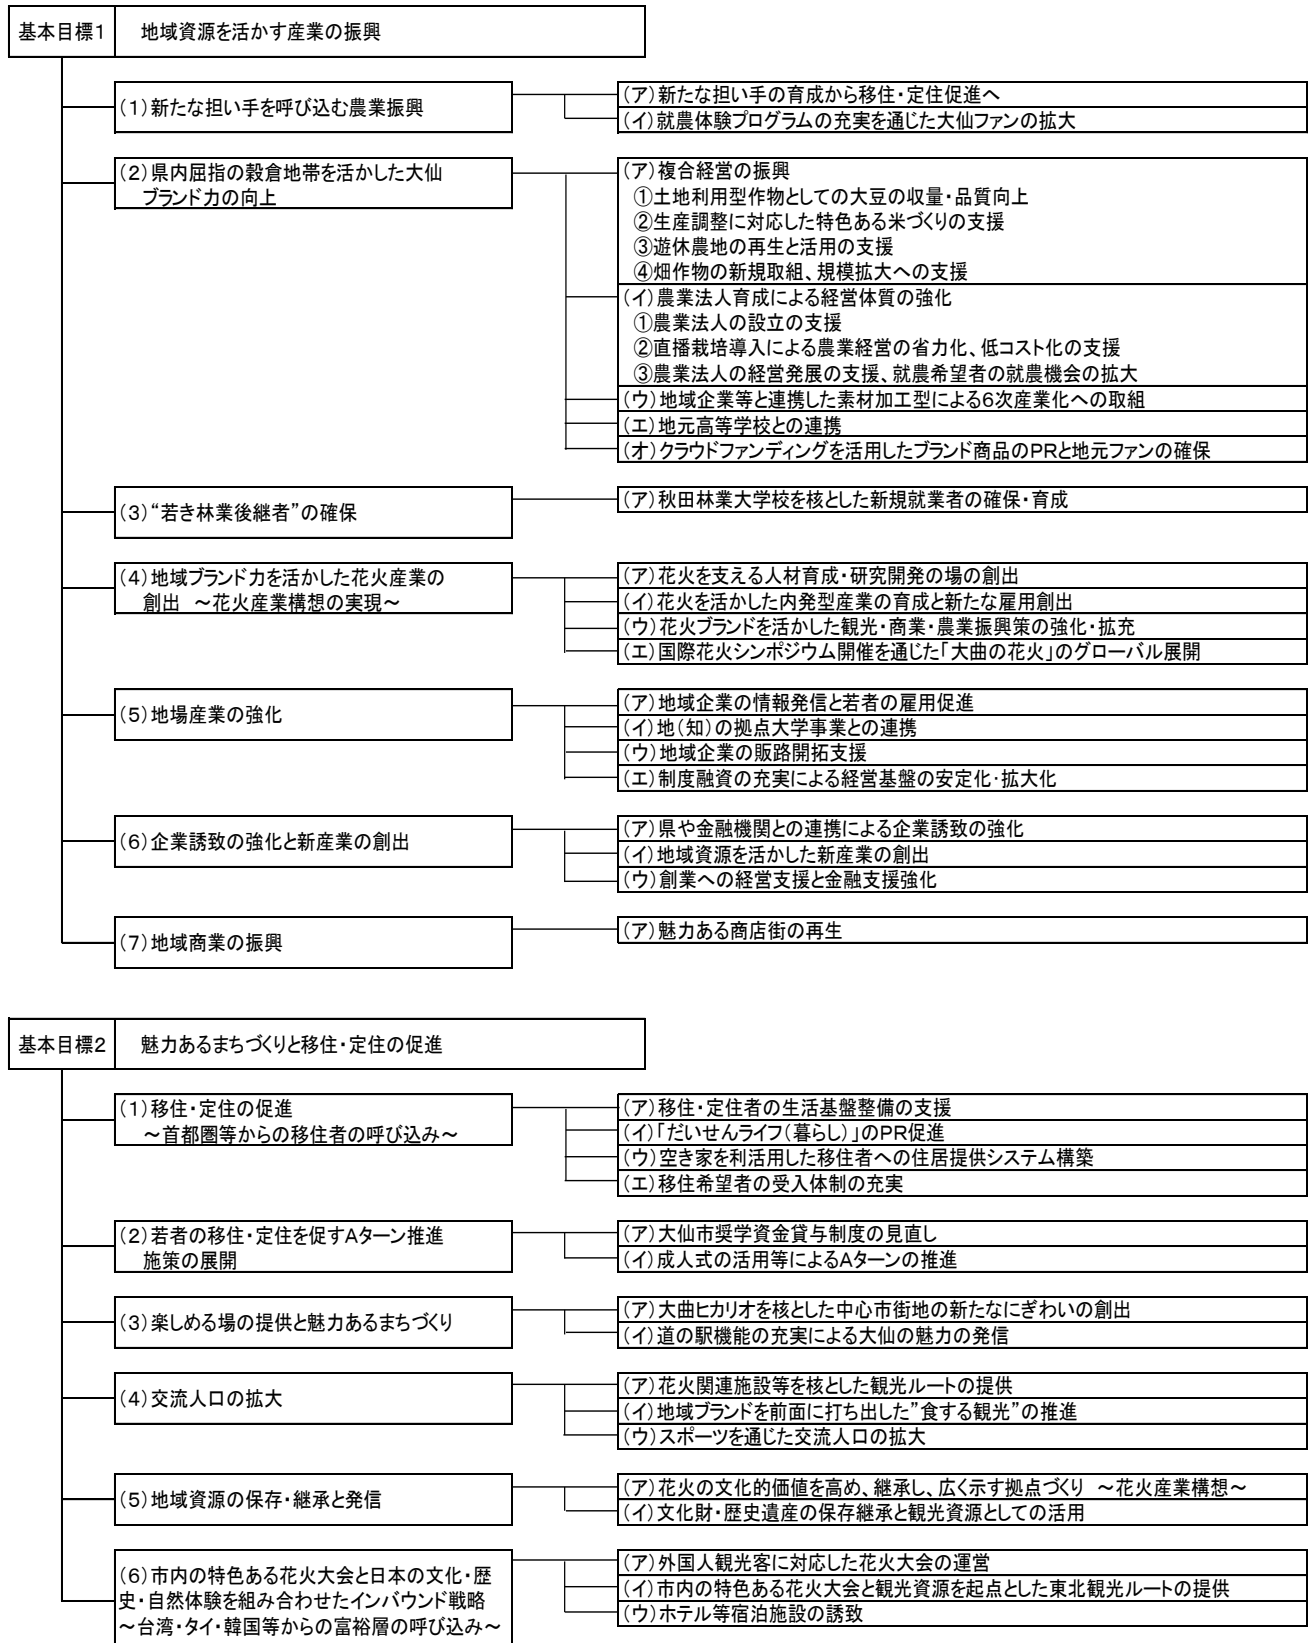 基本目標1 地域資源を活かす産業の振興
(1)新たな担い手を呼び込む農業振興
(ア)新たな担い手の育成から移住・定住促進へ
(イ)就農体験プログラムの充実を通じた大仙ファンの拡大
(2)県内屈指の穀倉地帯を活かした大仙
ブランド力の向上
(ア)複合経営の振興
①土地利用型作物としての大豆の収量・品質向上
②生産調整に対応した特色ある米づくりの支援
③遊休農地の再生と活用の支援
④畑作物の新規取組、規模拡大への支援
(イ)農業法人育成による経営体質の強化
①農業法人の設立の支援
②直播栽培導入による農業経営の省力化、低コスト化の支援
③農業法人の経営発展の支援、就農希望者の就農機会の拡大
(ウ)地域企業等と連携した素材加工型による6次産業化への取組
(エ)地元高等学校との連携
(オ)クラウドファンディングを活用したブランド商品のPRと地元ファンの確保
(3)“若き林業後継者”の確保
(ア)秋田林業大学校を核とした新規就業者の確保・育成
(4)地域ブランド力を活かした花火産業の
創出 ~花火産業構想の実現~
(ア)花火を支える人材育成・研究開発の場の創出
(イ)花火を活かした内発型産業の育成と新たな雇用創出
(ウ)花火ブランドを活かした観光・商業・農業振興策の強化・拡充
(エ)国際花火シンポジウム開催を通じた「大曲の花火」のグローバル展開
(5)地場産業の強化
(ア)地域企業の情報発信と若者の雇用促進
(イ)地(知)の拠点大学事業との連携
(ウ)地域企業の販路開拓支援
(エ)制度融資の充実による経営基盤の安定化・拡大化
(6)企業誘致の強化と新産業の創出
(ア)県や金融機関との連携による企業誘致の強化
(イ)地域資源を活かした新産業の創出
(ウ)創業への経営支援と金融支援強化
(7)地域商業の振興
(ア)魅力ある商店街の再生
基本目標2 魅力あるまちづくりと移住・定住の促進
(1)移住・定住の促進
~首都圏等からの移住者の呼び込み~
(ア)移住・定住者の生活基盤整備の支援
(イ)「だいせんライフ(暮らし)」のPR促進
(ウ)空き家を利活用した移住者への住居提供システム構築
(エ)移住希望者の受入体制の充実
(2)若者の移住・定住を促すAターン推進
施策の展開
(ア)大仙市奨学資金貸与制度の見直し
(イ)成人式の活用等によるAターンの推進
(3)楽しめる場の提供と魅力あるまちづくり
(ア)大曲ヒカリオを核とした中心市街地の新たなにぎわいの創出
(イ)道の駅機能の充実による大仙の魅力の発信
(4)交流人口の拡大
(ア)花火関連施設等を核とした観光ルートの提供
(イ)地域ブランドを前面に打ち出した”食する観光”の推進
(ウ)スポーツを通じた交流人口の拡大
(5)地域資源の保存・継承と発信
(ア)花火の文化的価値を高め、継承し、広く示す拠点づくり ~花火産業構想~
(イ)文化財・歴史遺産の保存継承と観光資源としての活用
(6)市内の特色ある花火大会と日本の文化・歴
史・自然体験を組み合わせたインバウンド戦略
~台湾・タイ・韓国等からの富裕層の呼び込み~
(ア)外国人観光客に対応した花火大会の運営
(イ)市内の特色ある花火大会と観光資源を起点とした東北観光ルートの提供
(ウ)ホテル等宿泊施設の誘致